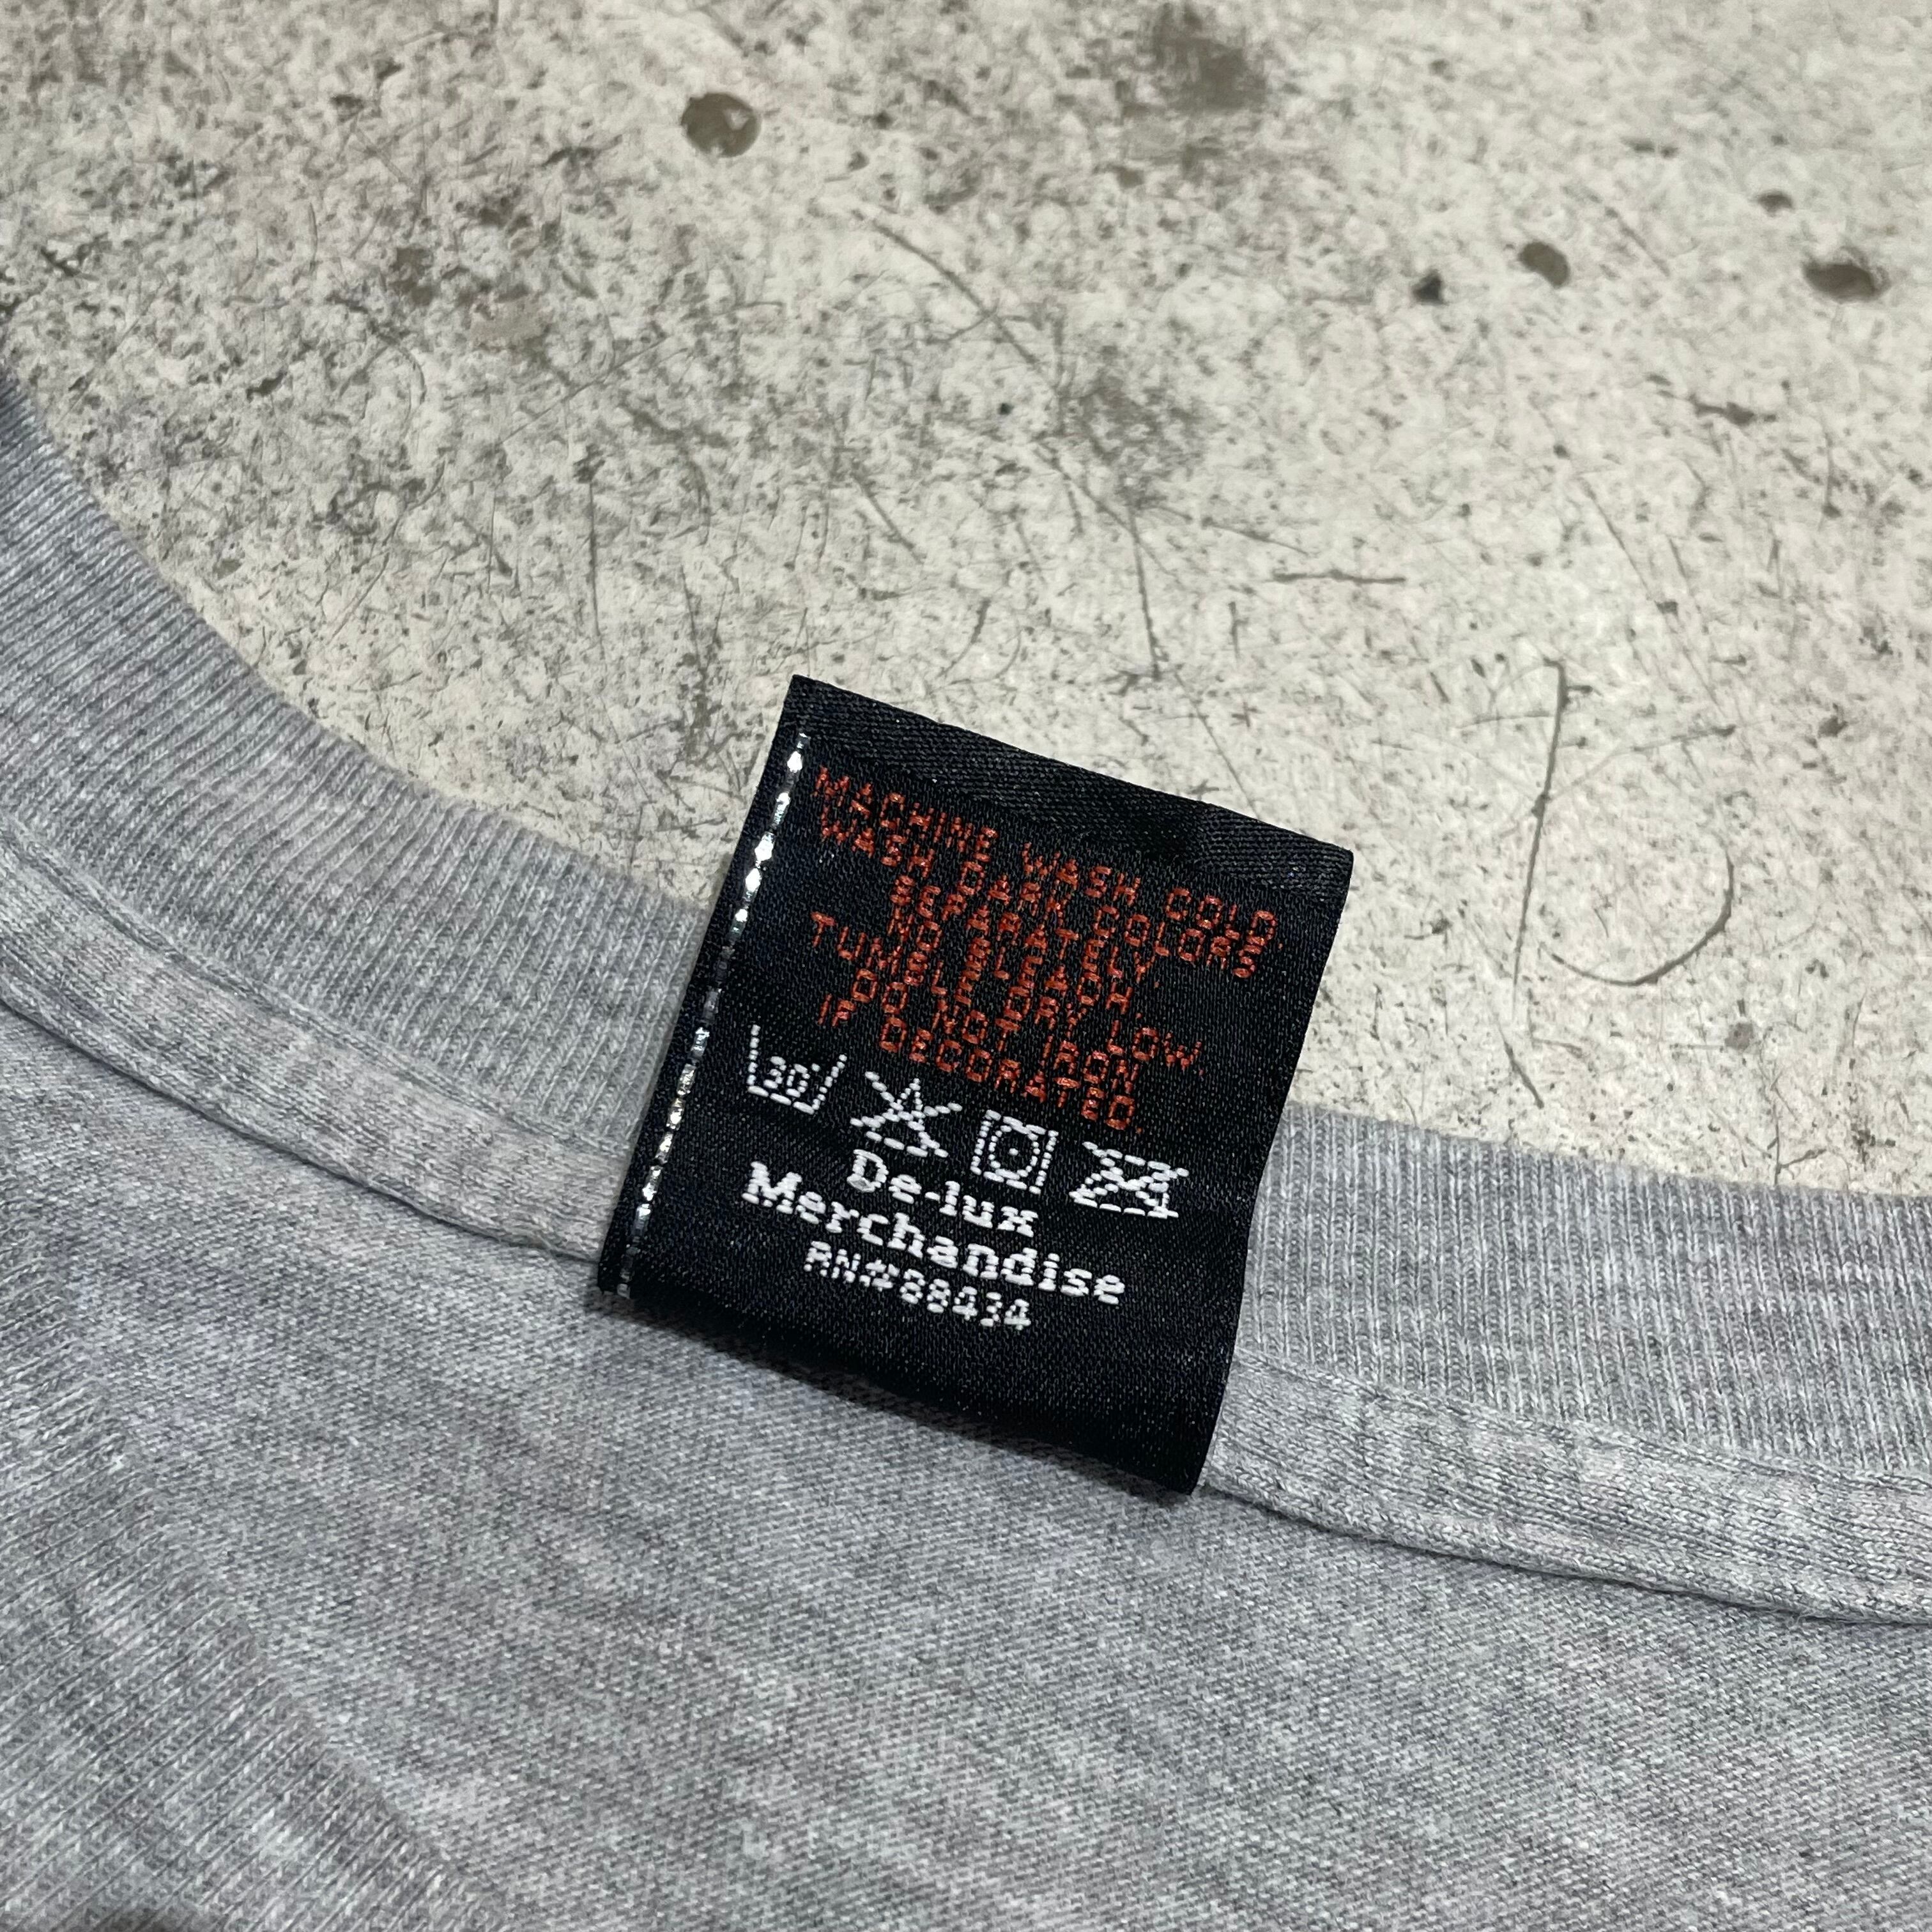 MACHINE WASH COLD.
WASH DARK COLORS
SEPARATELY.
NO BLEACH.
TUMBLE DRY LOW.
DO NOT IRON
IF DECORATED.
30°
De-lux
Merchandise
RN#88434